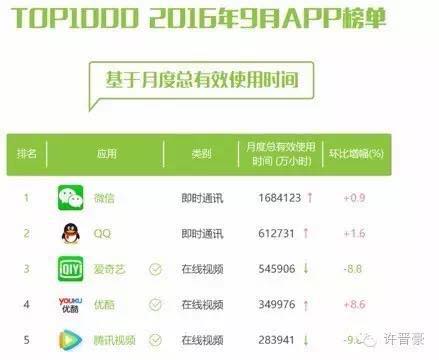 TOP1000 2016年9月APP榜单
基于月度总有效使用时间
排名 应用 类别 月度总有效使用时间 (万小时) 环比增幅(%)
1 微信 即时通讯 1684123 ↑ +0.9
2 QQ 即时通讯 612731 ↑ +1.6
3 QIYI 爱奇艺 在线视频 545906 ↓ -8.8
4 YOUKU 优酷 优酷 在线视频 349976 ↑ +8.6
5 腾讯视频 在线视频 283941 ↓ -9.
许晋豪